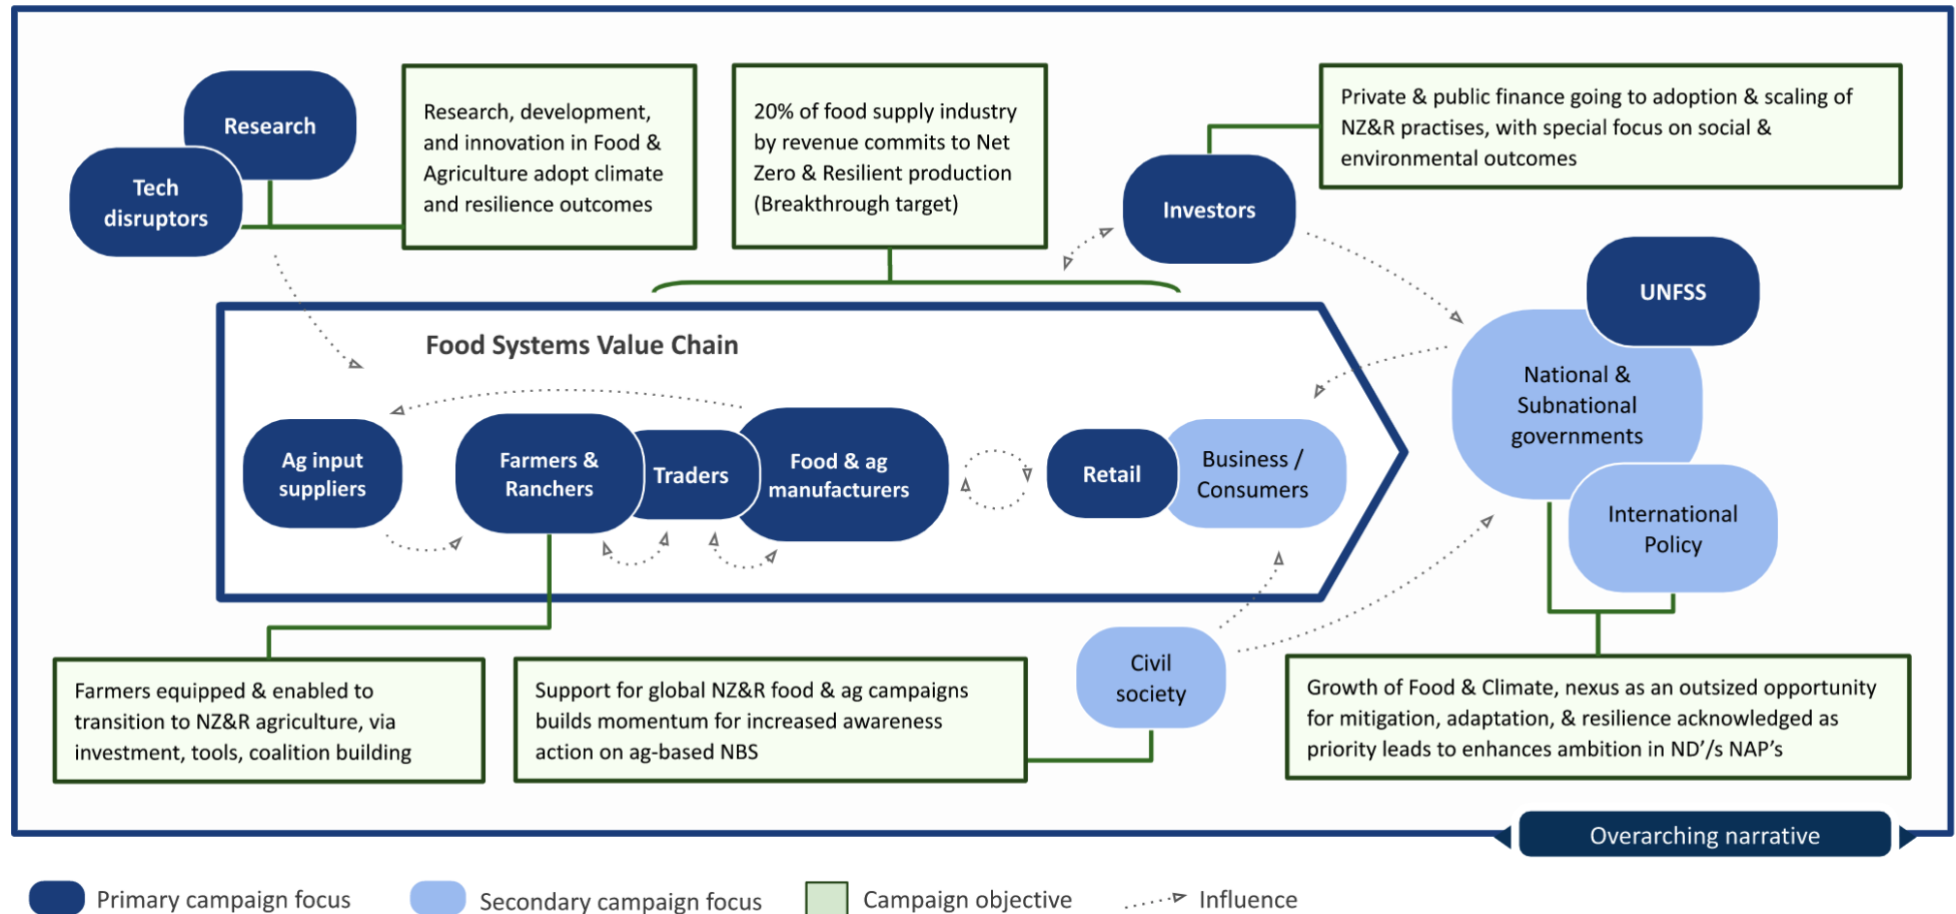 Research
Tech
disruptors
Research, development,
and innovation in Food &
Agriculture adopt climate
and resilience outcomes
20% of food supply industry
by revenue commits to Net
Zero & Resilient production
(Breakthrough target)
Private & public finance going to adoption & scaling of
NZ&R practises, with special focus on social &
environmental outcomes
Investors
UNFSS
National &
Subnational
governments
International
Policy
Food Systems Value Chain
Ag input
suppliers
Farmers &
Ranchers
Traders
Food & ag
manufacturers
Retail
Business /
Consumers
Civil
society
Farmers equipped & enabled to
transition to NZ&R agriculture, via
investment, tools, coalition building
Support for global NZ&R food & ag campaigns
builds momentum for increased awareness
action on ag-based NBS
Growth of Food & Climate, nexus as an outsized opportunity
for mitigation, adaptation, & resilience acknowledged as
priority leads to enhances ambition in ND’/s NAP’s
Overarching narrative
Primary campaign focus
Secondary campaign focus
Campaign objective
Influence